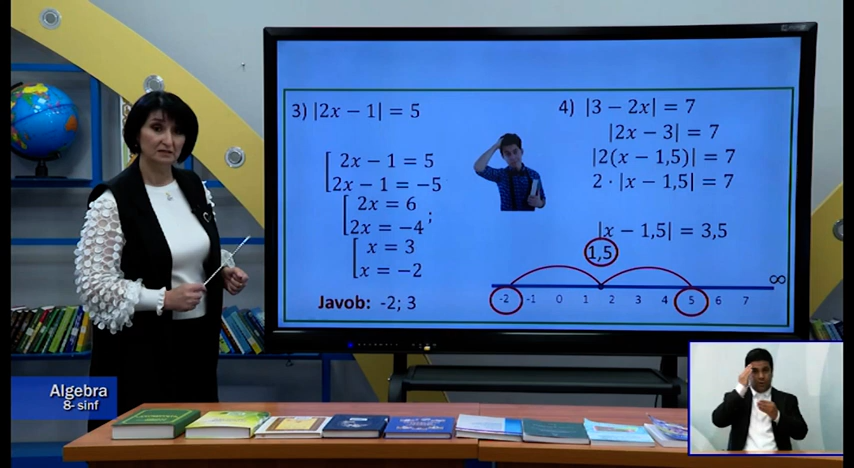 3) |2x − 1| = 5
2x − 1 = 5
2x − 1 = −5
2x = 6
2x = −4 ;
x = 3
x = −2
Javob: -2; 3
4) |3 − 2x| = 7
|2x − 3| = 7
|2(x − 1,5)| = 7
2 · |x − 1,5| = 7
|x − 1,5| = 3,5
1,5
∞
-2 -1 0 1 2 3 4 5 6 7
Algebra
8- sinf